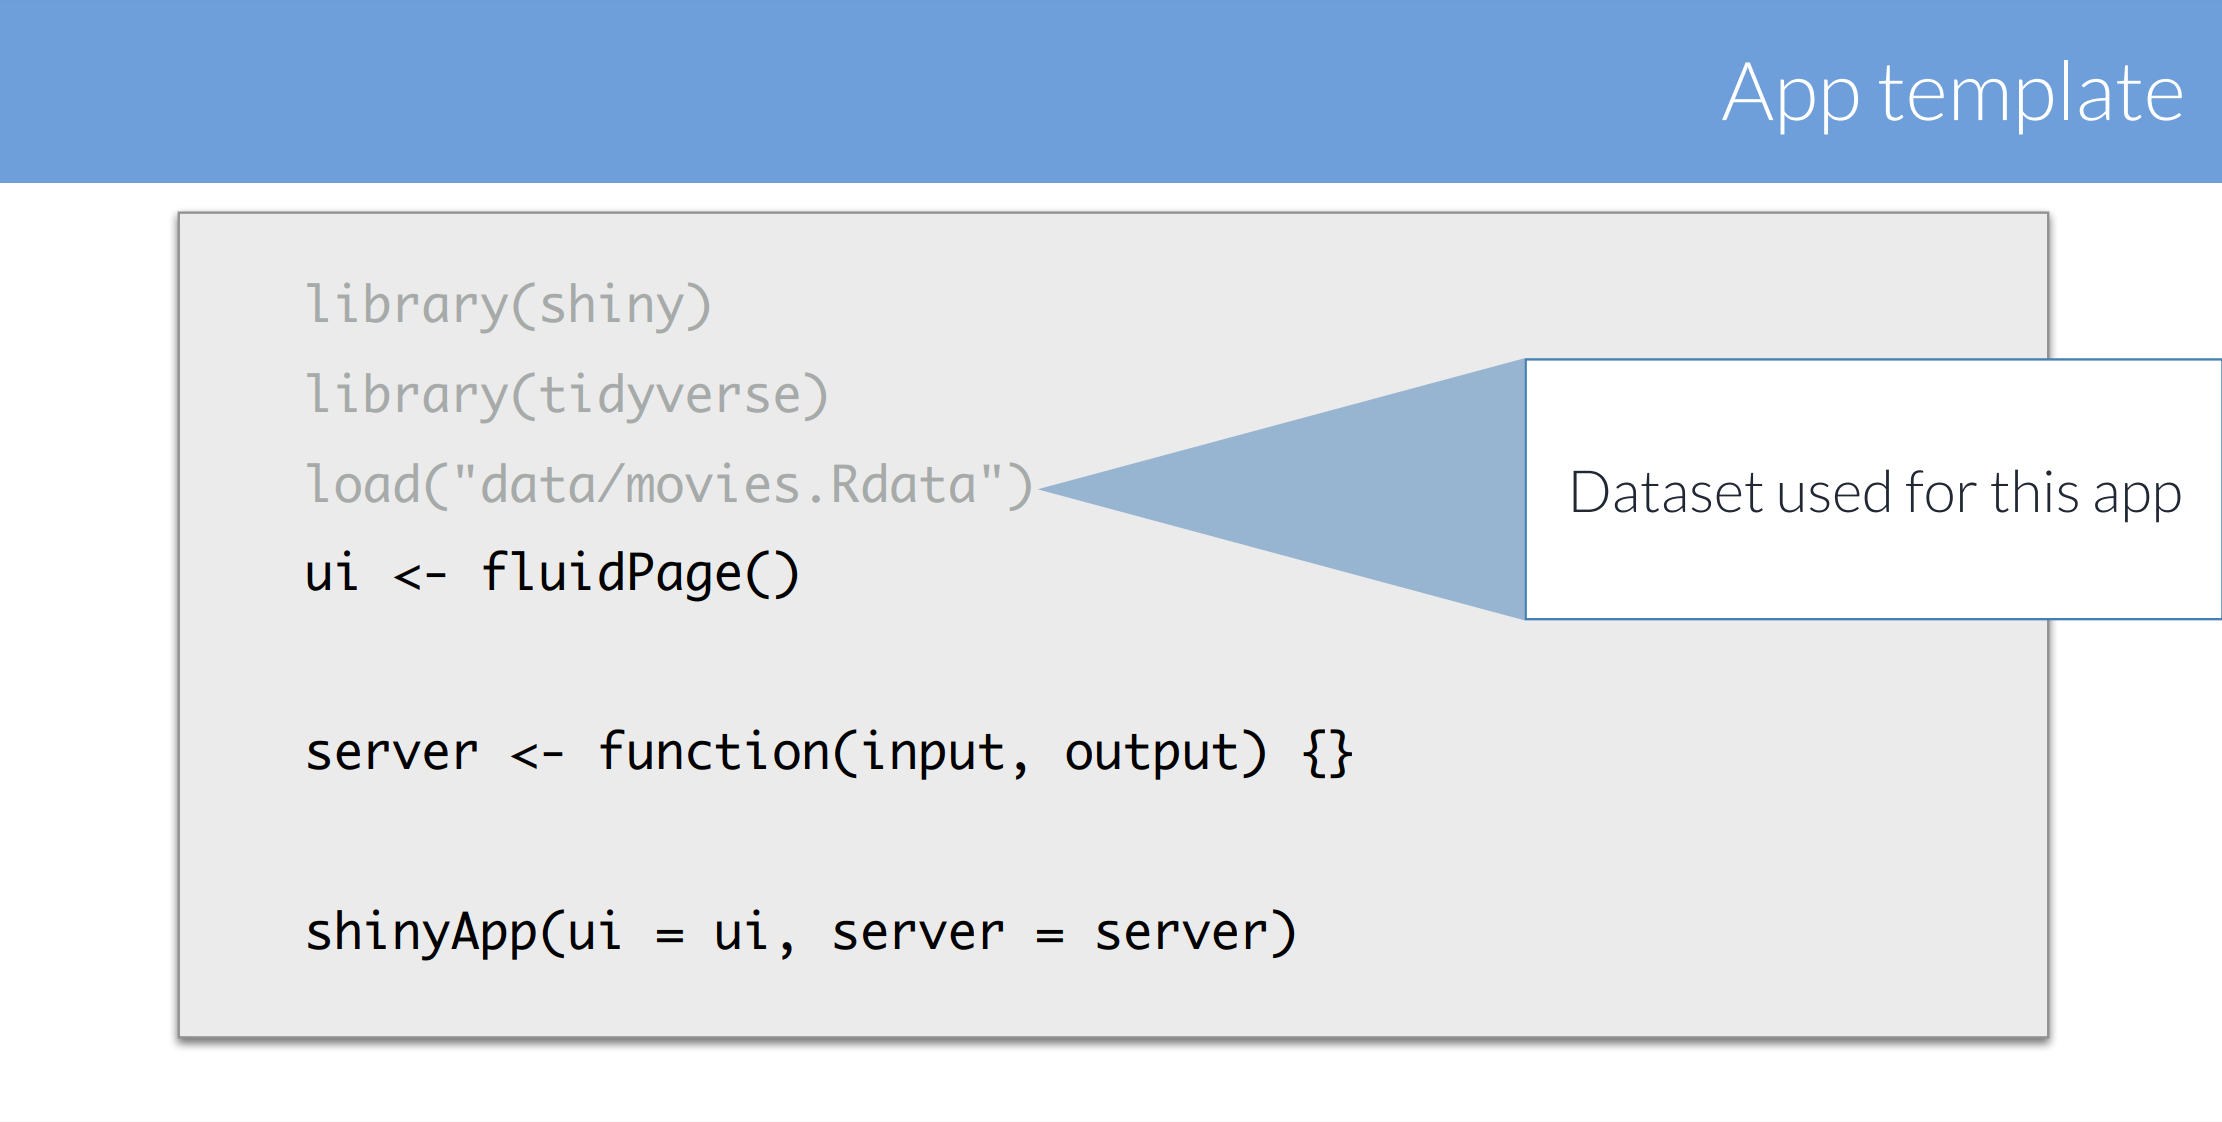 App template
library(shiny)
library(tidyverse)
load("data/movies.Rdata")
Dataset used for this app
ui <- fluidPage()
server <- function(input, output) {}
shinyApp(ui = ui, server = server)